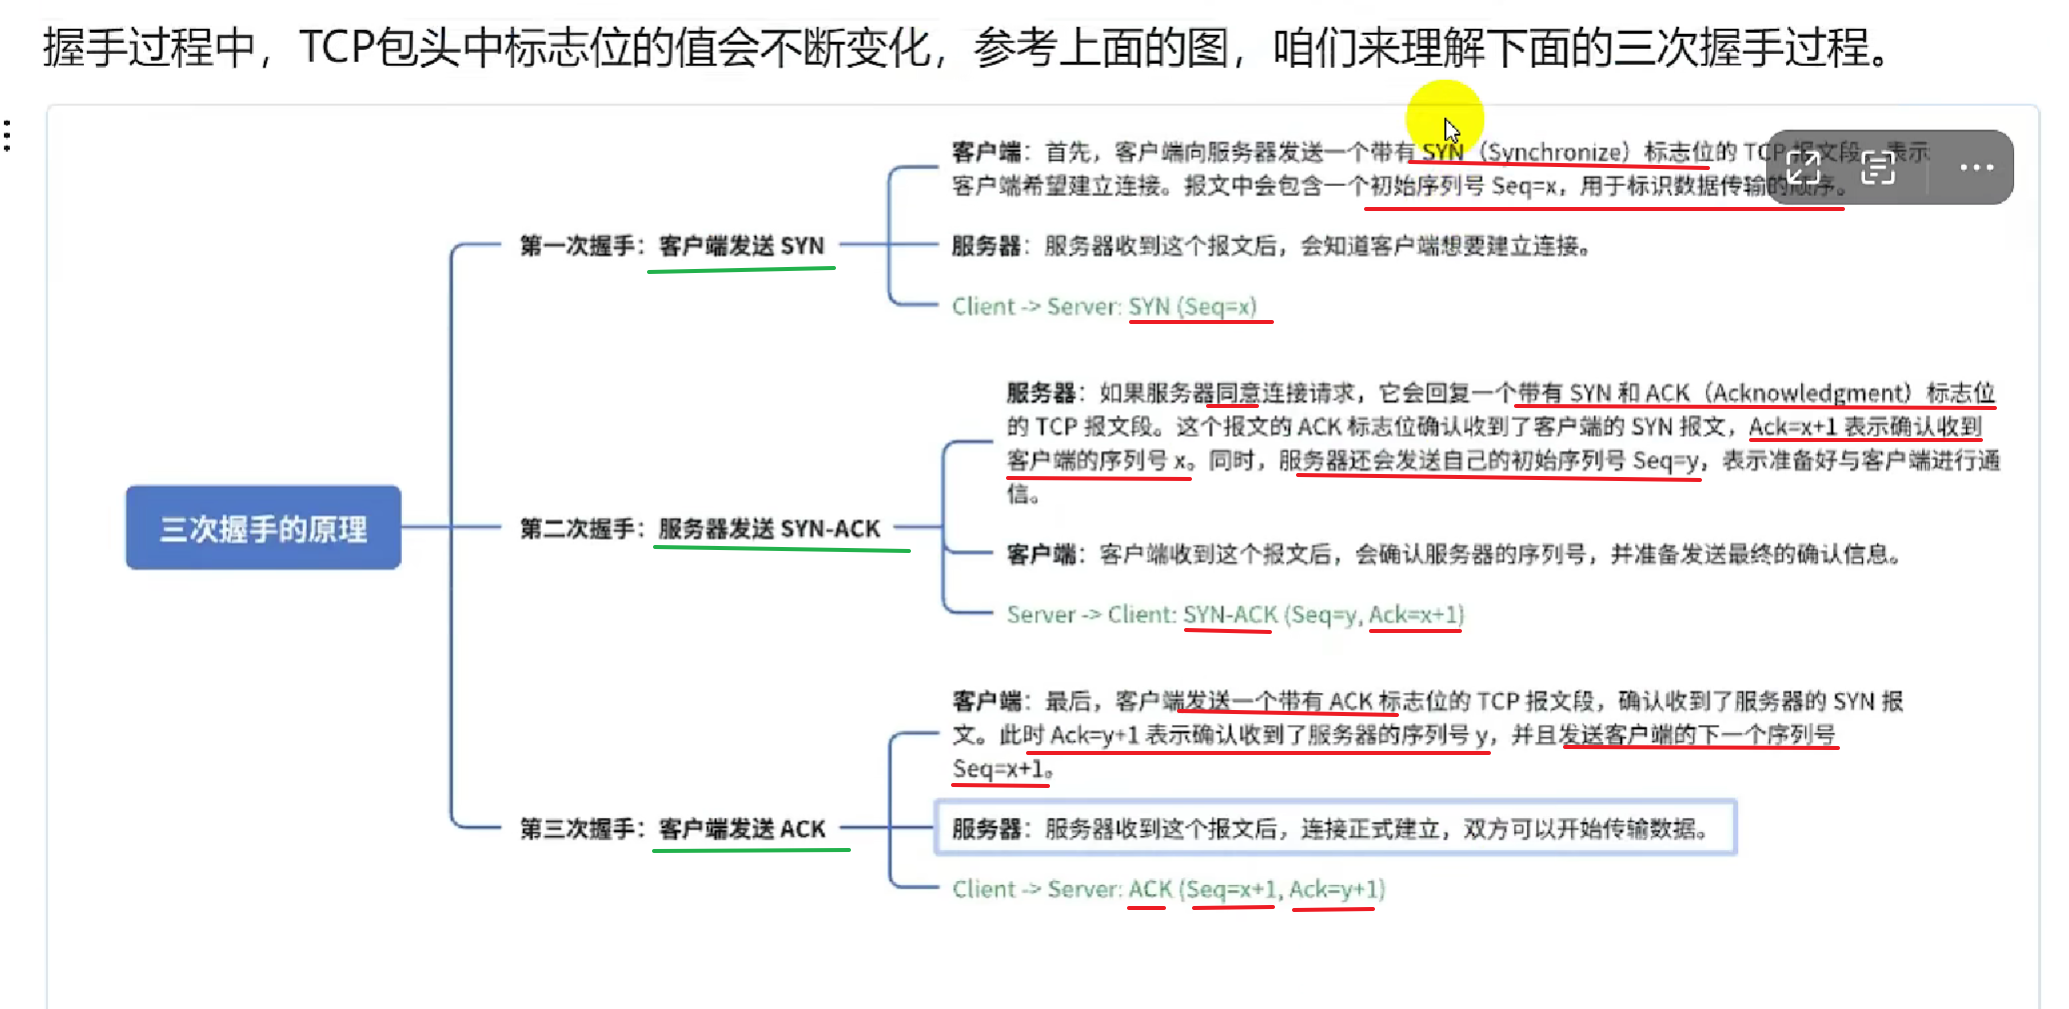 握手过程中，TCP包头中标志位的值会不断变化，参考上面的图，咱们来理解下面的三次握手过程。
三次握手的原理
第一次握手：客户端发送 SYN
客户端：首先，客户端向服务器发送一个带有 SYN（Synchronize）标志位的 TCP 报文段，表示
客户端希望建立连接。报文中会包含一个初始序列号 Seq=x，用于标识数据传输的顺序。
服务器：服务器收到这个报文后，会知道客户端想要建立连接。
Client -> Server: SYN (Seq=x)
第二次握手：服务器发送 SYN-ACK
服务器：如果服务器同意连接请求，它会回复一个带有 SYN 和 ACK（Acknowledgment）标志位
的 TCP 报文段。这个报文的 ACK 标志位确认收到了客户端的 SYN 报文，Ack=x+1 表示确认收到
客户端的序列号 x。同时，服务器还会发送自己的初始序列号 Seq=y，表示准备好与客户端进行通
信。
客户端：客户端收到这个报文后，会确认服务器的序列号，并准备发送最终的确认信息。
Server -> Client: SYN-ACK (Seq=y, Ack=x+1)
第三次握手：客户端发送 ACK
客户端：最后，客户端发送一个带有 ACK 标志位的 TCP 报文段，确认收到了服务器的 SYN 报
文。此时 Ack=y+1 表示确认收到了服务器的序列号 y，并且发送客户端的下一个序列号
Seq=x+1。
服务器：服务器收到这个报文后，连接正式建立，双方可以开始传输数据。
Client -> Server: ACK (Seq=x+1, Ack=y+1)